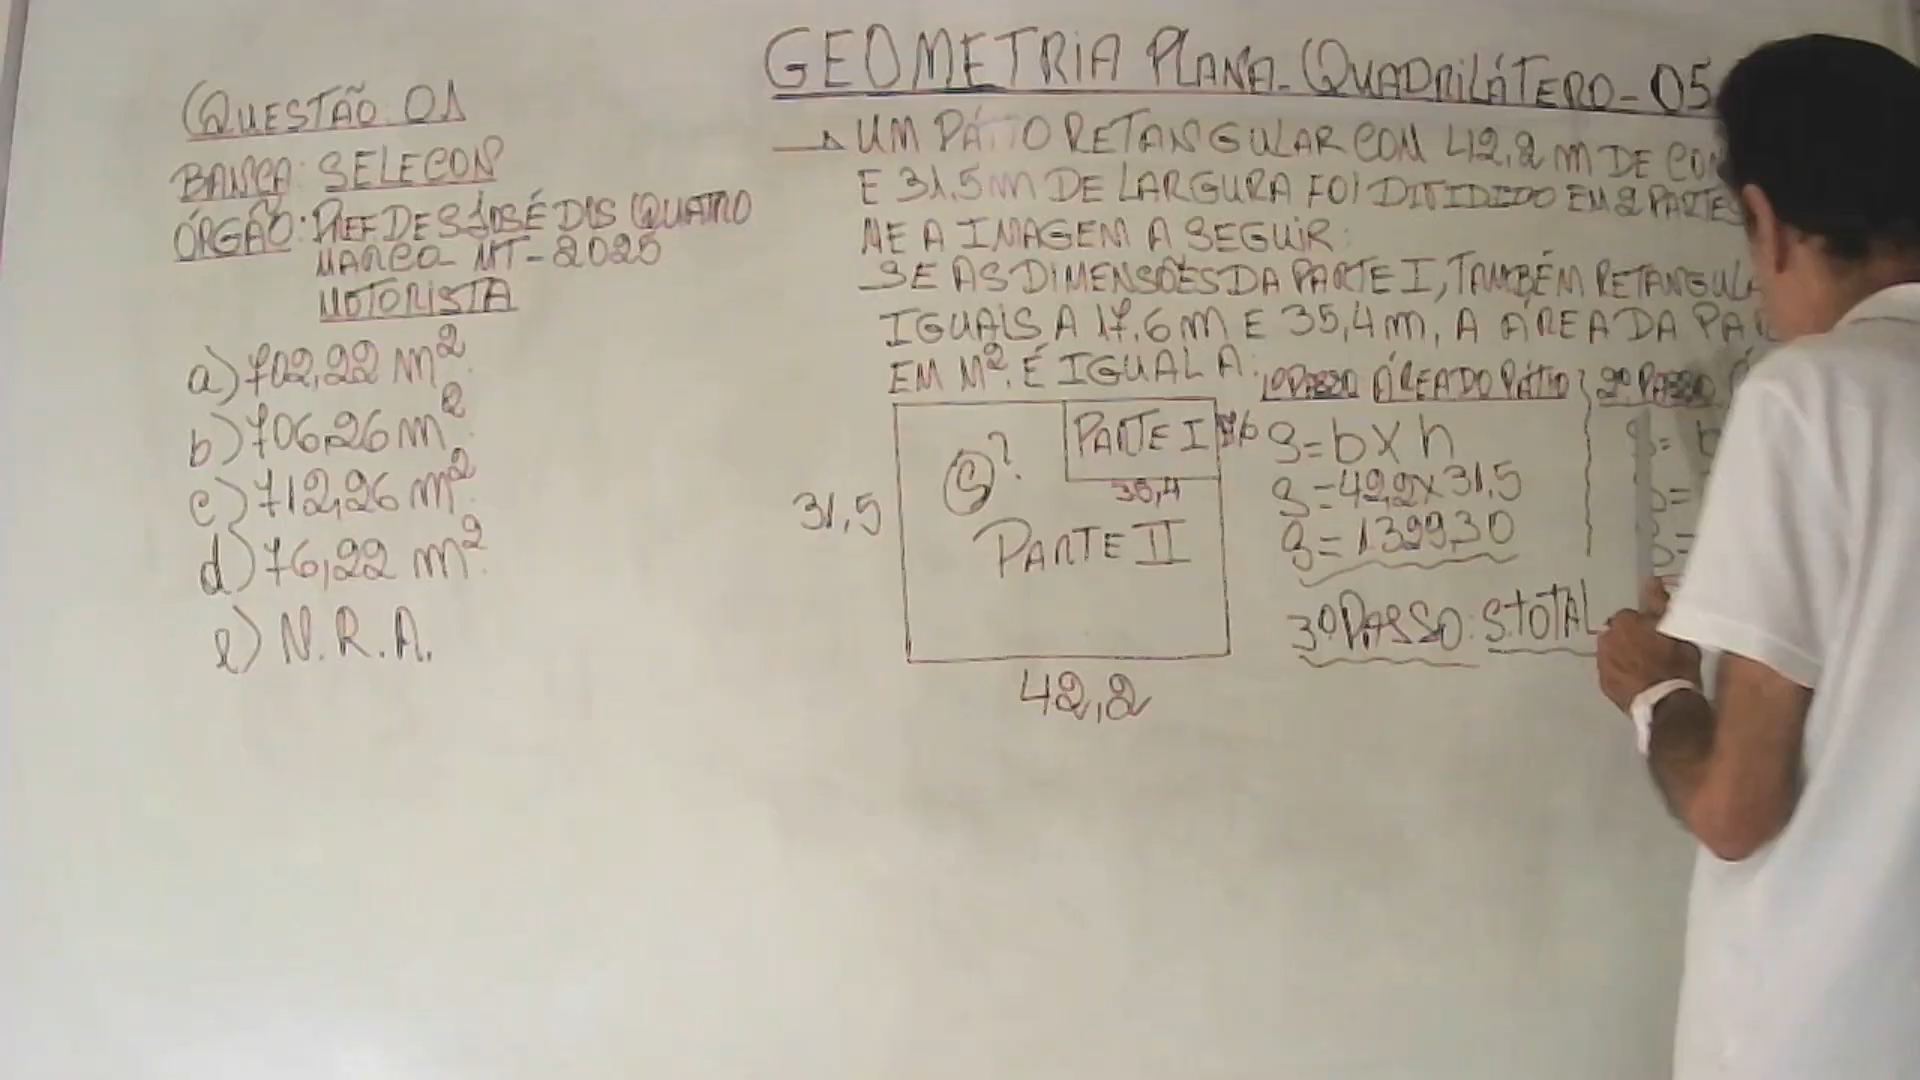 GEOMETRIA PLANA - QUADRILÁTERO - 05
QUESTÃO 01
BANCA: SELECON
ÓRGÃO: PREF DE S JOSÉ DOS QUATRO
MARCO MT - 2025
MOTORISTA
a) 702,22 m²
b) 706,26 m²
c) 712,26 m²
d) 76,22 m²
e) N.R.A.
UM PÁTIO RETANGULAR COM 42,2 m DE
E 31,5 m DE LARGURA FOI DIVIDIDO EM 2 PARTES
ME A IMAGEM A SEGUIR:
SE AS DIMENSÕES DA PARTE I, TAMBÉM
IGUAIS A 17,6 m E 35,4 m, A ÁREA DA
EM M². É IGUAL A:
PARTE I
35,4
S?
31,5
PARTE II
42,2
1º PASSO ÁREA DO PÁTIO
S = b x h
S = 42,2 x 31,5
S = 1329,30
2º PASSO
S =
S =
S =
3º PASSO: S.TOTAL